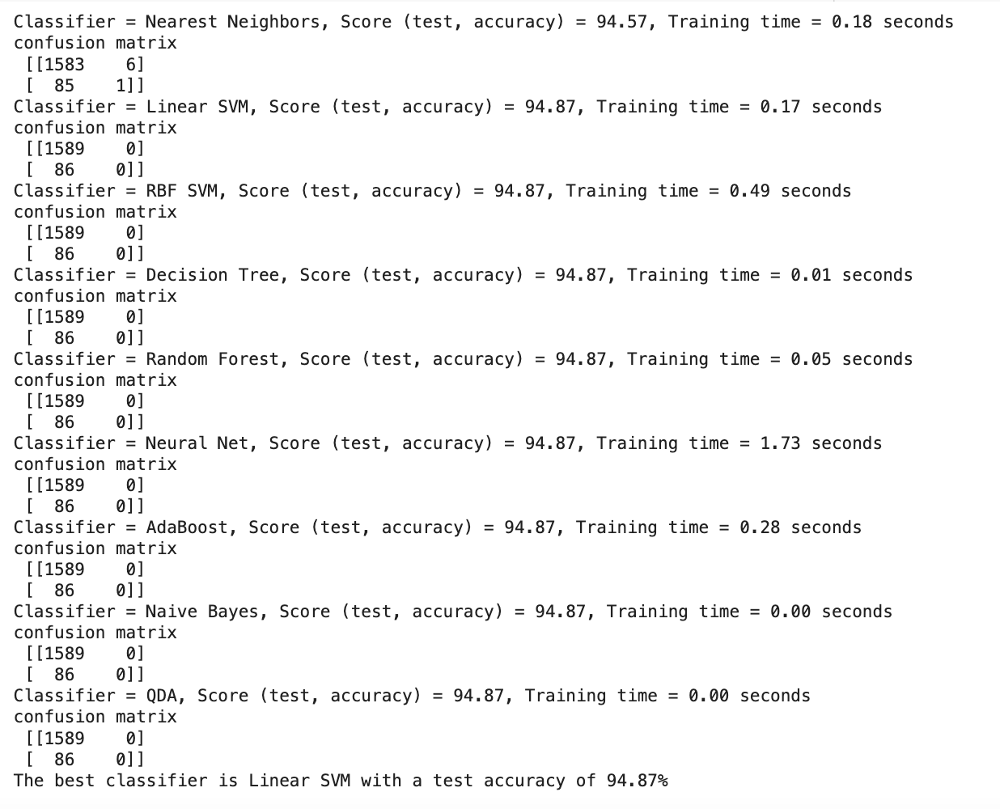 Classifier = Nearest Neighbors, Score (test, accuracy) = 94.57, Training time = 0.18 seconds
confusion matrix
 [[1583    6]
 [  85    1]]
Classifier = Linear SVM, Score (test, accuracy) = 94.87, Training time = 0.17 seconds
confusion matrix
 [[1589    0]
 [  86    0]]
Classifier = RBF SVM, Score (test, accuracy) = 94.87, Training time = 0.49 seconds
confusion matrix
 [[1589    0]
 [  86    0]]
Classifier = Decision Tree, Score (test, accuracy) = 94.87, Training time = 0.01 seconds
confusion matrix
 [[1589    0]
 [  86    0]]
Classifier = Random Forest, Score (test, accuracy) = 94.87, Training time = 0.05 seconds
confusion matrix
 [[1589    0]
 [  86    0]]
Classifier = Neural Net, Score (test, accuracy) = 94.87, Training time = 1.73 seconds
confusion matrix
 [[1589    0]
 [  86    0]]
Classifier = AdaBoost, Score (test, accuracy) = 94.87, Training time = 0.28 seconds
confusion matrix
 [[1589    0]
 [  86    0]]
Classifier = Naive Bayes, Score (test, accuracy) = 94.87, Training time = 0.00 seconds
confusion matrix
 [[1589    0]
 [  86    0]]
Classifier = QDA, Score (test, accuracy) = 94.87, Training time = 0.00 seconds
confusion matrix
 [[1589    0]
 [  86    0]]
The best classifier is Linear SVM with a test accuracy of 94.87%